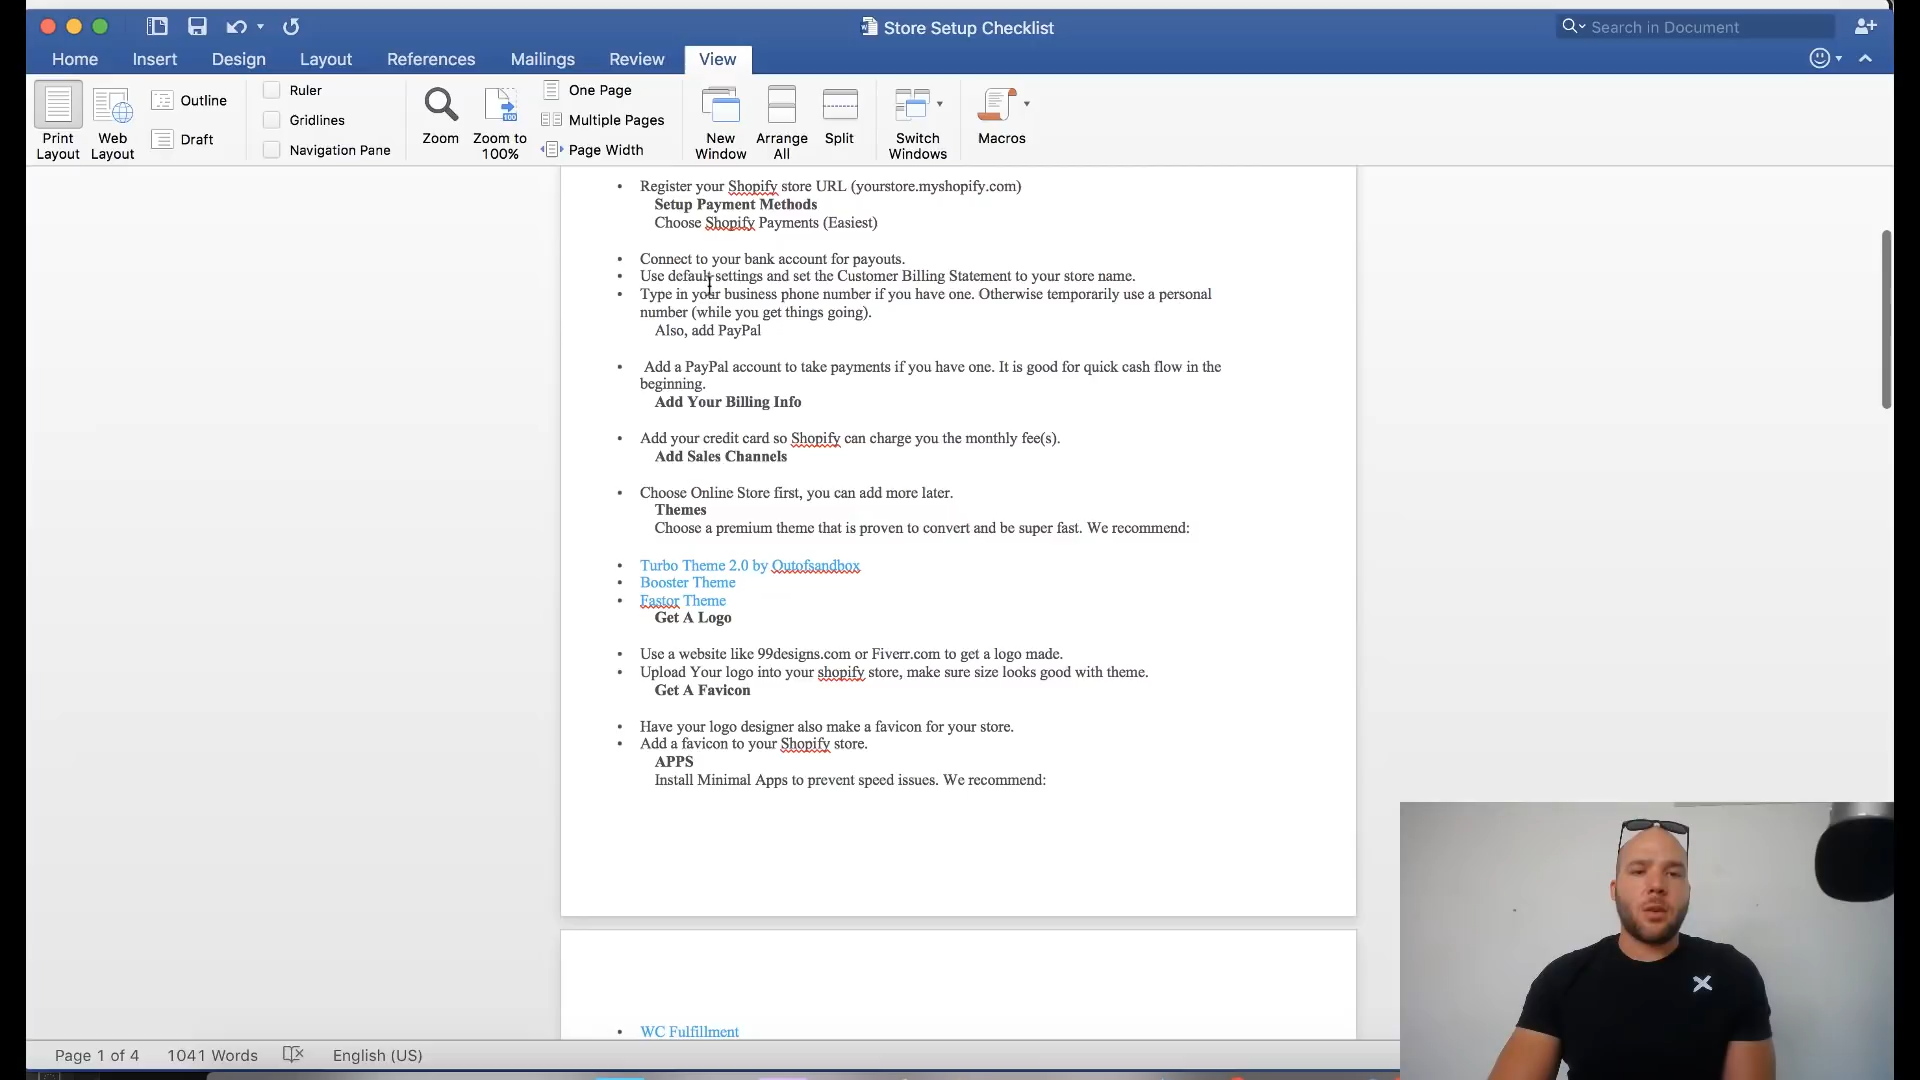 Store Setup Checklist
Search in Document
Home Insert Design Layout References Mailings Review View
Print Layout
Web Layout
Outline
Draft
Ruler
Gridlines
Navigation Pane
Zoom
Zoom to 100%
100
One Page
Multiple Pages
Page Width
New Window
Arrange All
Split
Switch Windows
Macros
• Register your Shopify store URL (yourstore.myshopify.com)
Setup Payment Methods
Choose Shopify Payments (Easiest)
• Connect to your bank account for payouts.
• Use default settings and set the Customer Billing Statement to your store name.
• Type in your business phone number if you have one. Otherwise temporarily use a personal
number (while you get things going).
Also, add PayPal
• Add a PayPal account to take payments if you have one. It is good for quick cash flow in the
beginning.
Add Your Billing Info
• Add your credit card so Shopify can charge you the monthly fee(s).
Add Sales Channels
• Choose Online Store first, you can add more later.
Themes
Choose a premium theme that is proven to convert and be super fast. We recommend:
• Turbo Theme 2.0 by Outofsandbox
• Booster Theme
• Fastor Theme
Get A Logo
• Use a website like 99designs.com or Fiverr.com to get a logo made.
• Upload Your logo into your shopify store, make sure size looks good with theme.
Get A Favicon
• Have your logo designer also make a favicon for your store.
• Add a favicon to your Shopify store.
APPS
Install Minimal Apps to prevent speed issues. We recommend:
• WC Fulfillment
Page 1 of 4 1041 Words English (US)